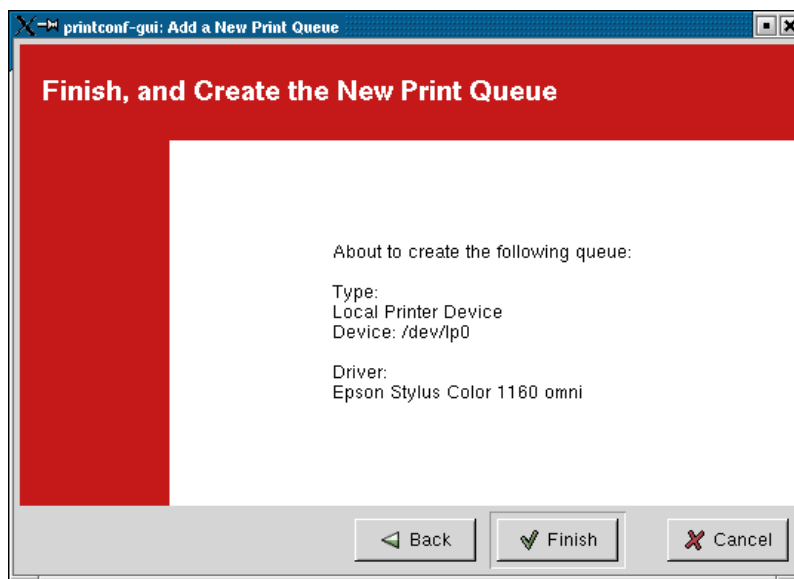 printconf-gui: Add a New Print Queue
Finish, and Create the New Print Queue
About to create the following queue:
Type:
Local Printer Device
Device: /dev/lp0
Driver:
Epson Stylus Color 1160 omni
Back
Finish
Cancel